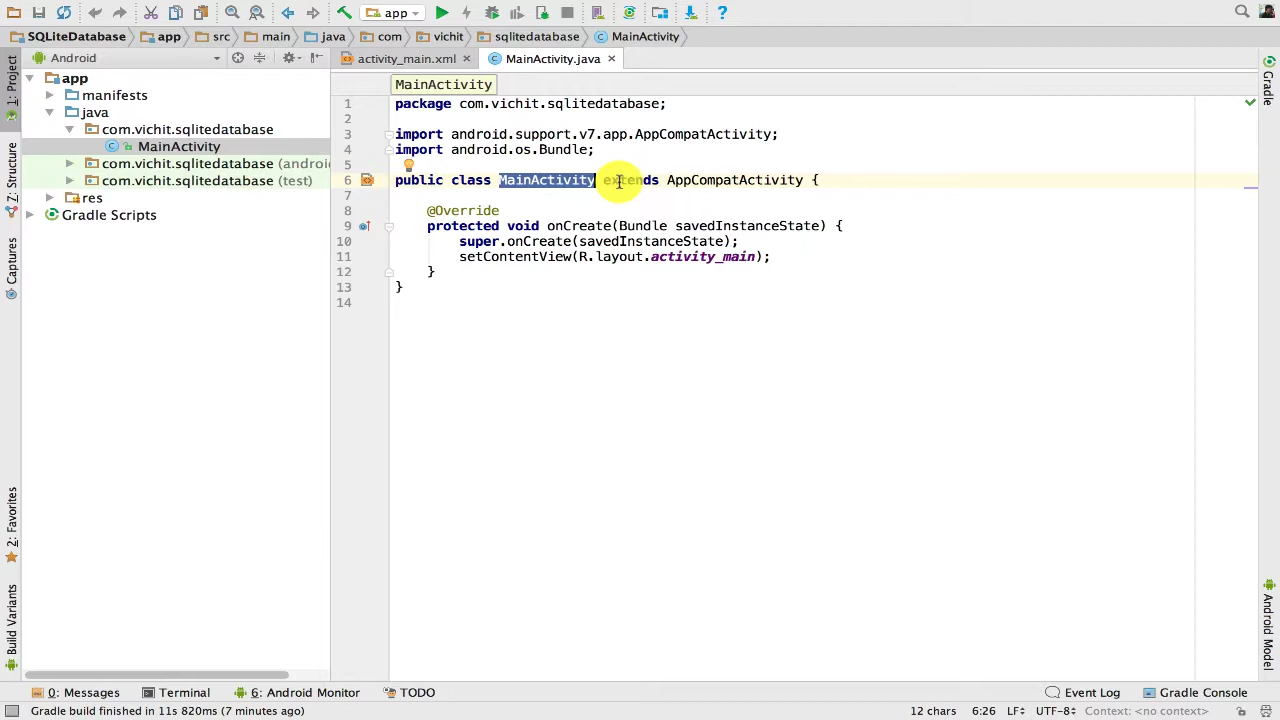 app
SQLiteDatabase app src main java com vichit sqlitedatabase MainActivity
Android
activity_main.xml MainActivity.java
1: Project
7: Structure
Captures
2: Favorites
Build Variants
app
manifests
java
com.vichit.sqlitedatabase
MainActivity
com.vichit.sqlitedatabase (androi
com.vichit.sqlitedatabase (test)
res
Gradle Scripts
MainActivity
1 package com.vichit.sqlitedatabase;
2
3 import android.support.v7.app.AppCompatActivity;
4 import android.os.Bundle;
5
6 public class MainActivity extends AppCompatActivity {
7
8 @Override
9 protected void onCreate(Bundle savedInstanceState) {
10 super.onCreate(savedInstanceState);
11 setContentView(R.layout.activity_main);
12 }
13 }
14
Gradle
Android Model
0: Messages Terminal 6: Android Monitor TODO Event Log Gradle Console
Gradle build finished in 11s 820ms (7 minutes ago) 12 chars 6:26 LF UTF-8 Context: <no context>